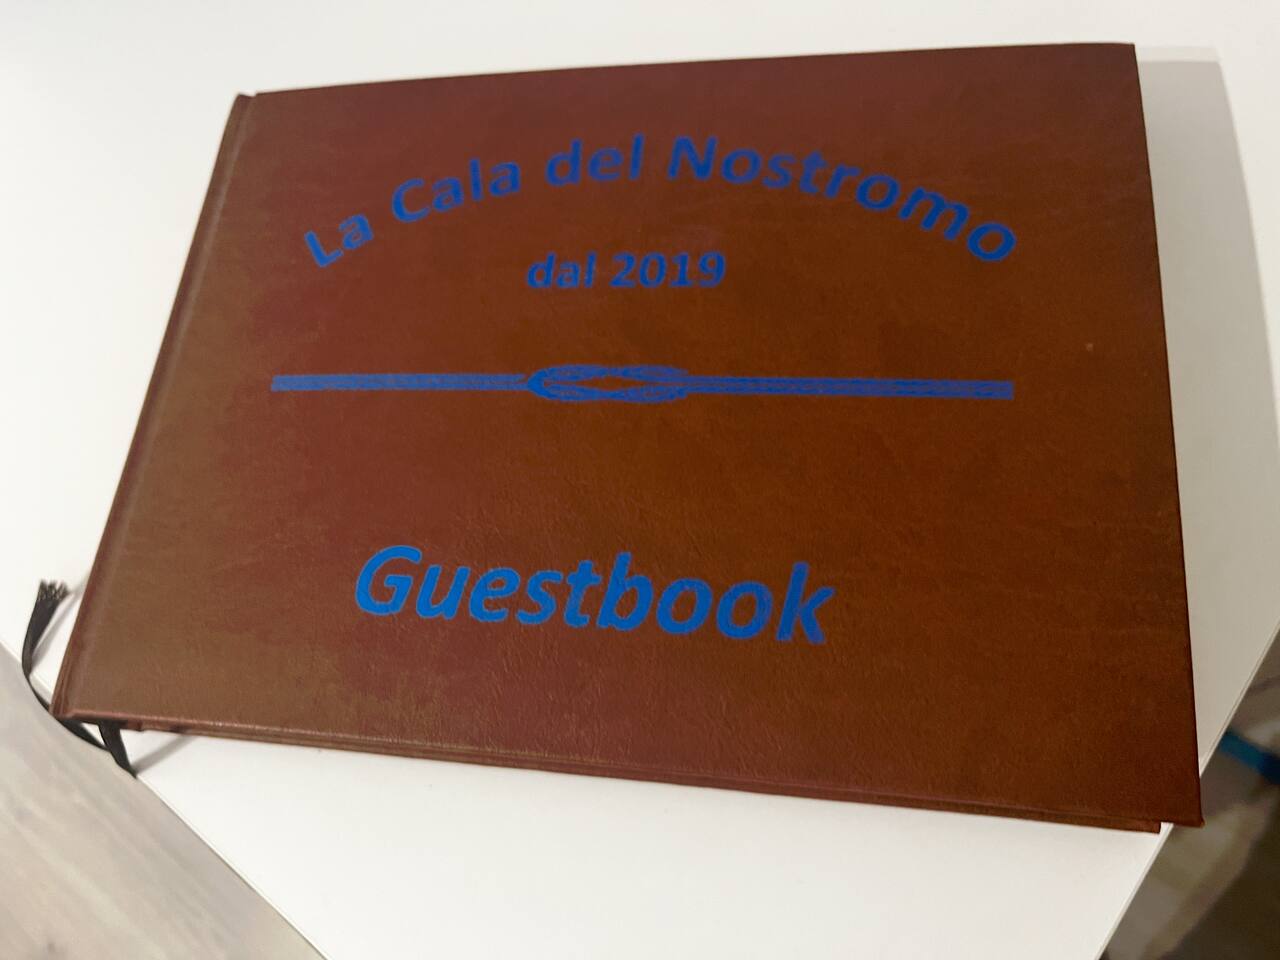 La Cala del Nostromo
dal 2019
Guestbook